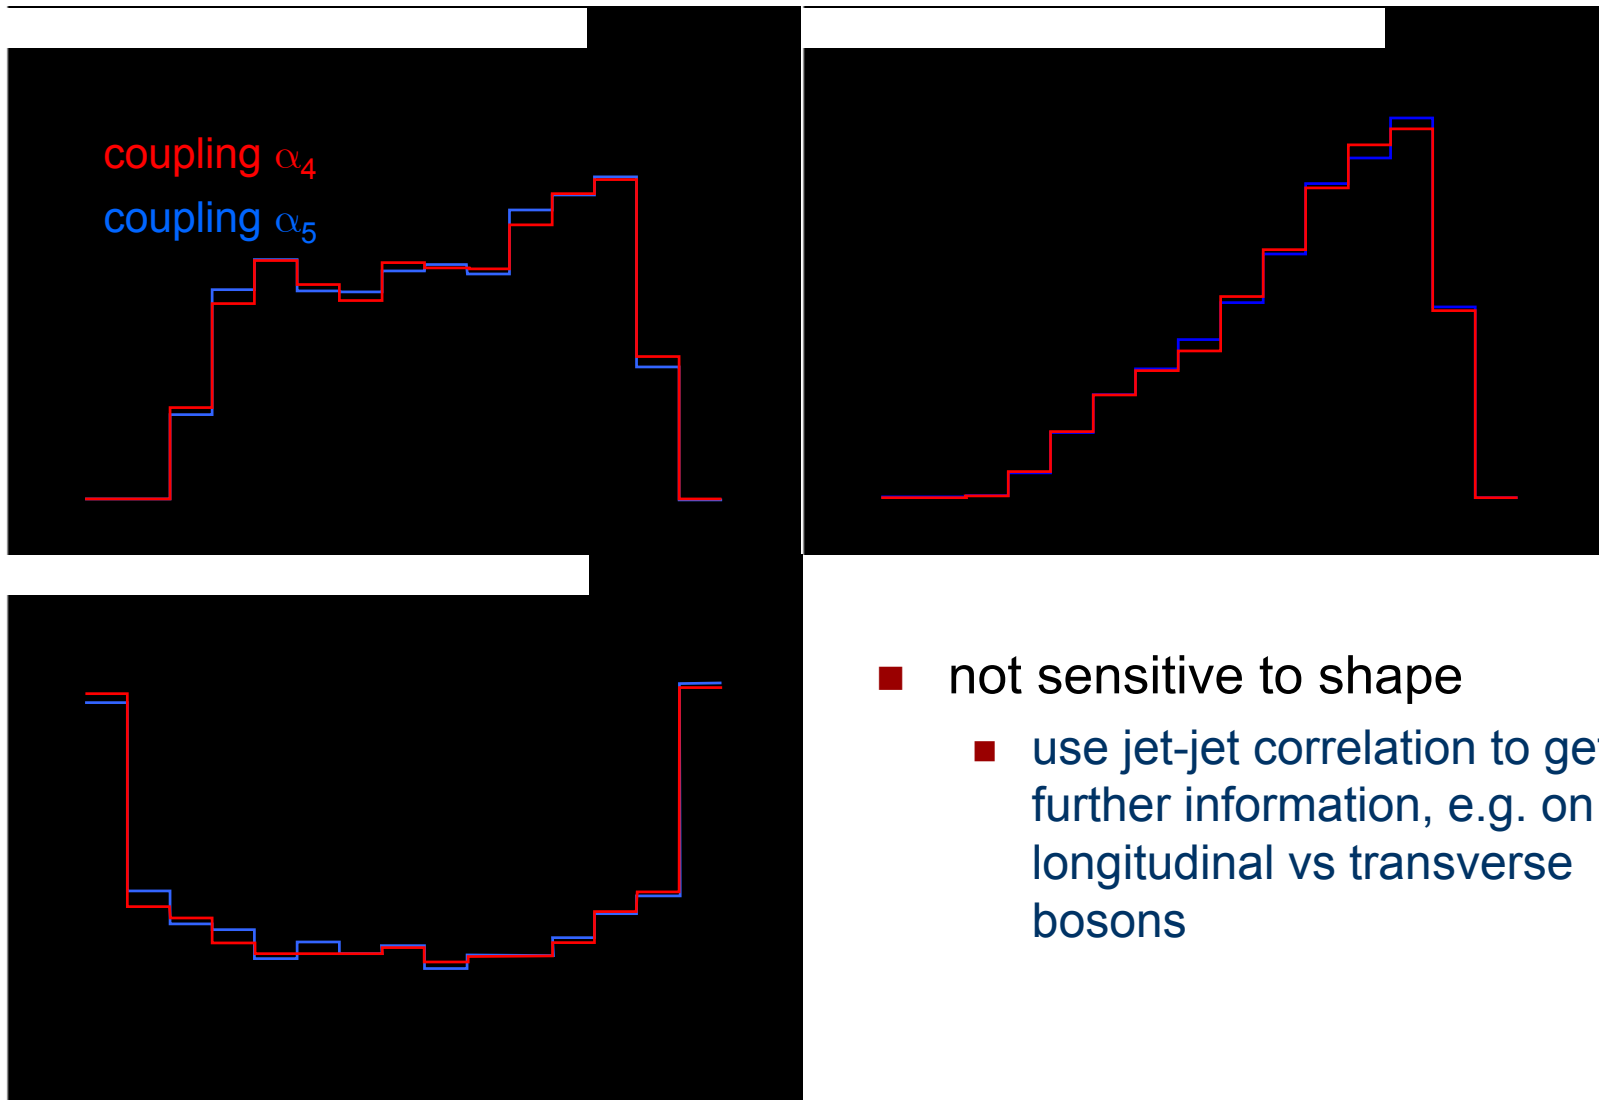 coupling α₄
coupling α₅
not sensitive to shape
use jet-jet correlation to get
further information, e.g. on
longitudinal vs transverse
bosons